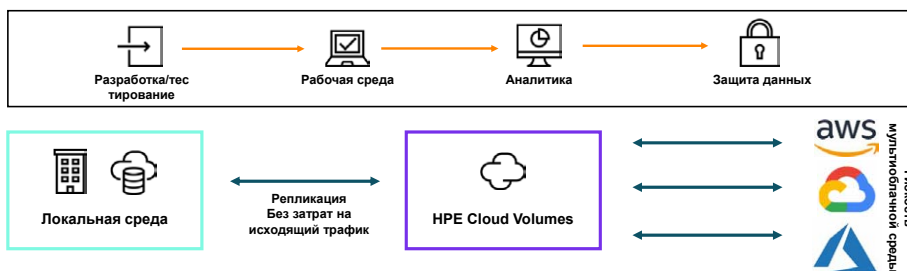 Разработка/тес
тирование
Рабочая среда
Аналитика
Защита данных
Локальная среда
Репликация
Без затрат на
исходящий трафик
HPE Cloud Volumes
aws
мультиоблачной среды